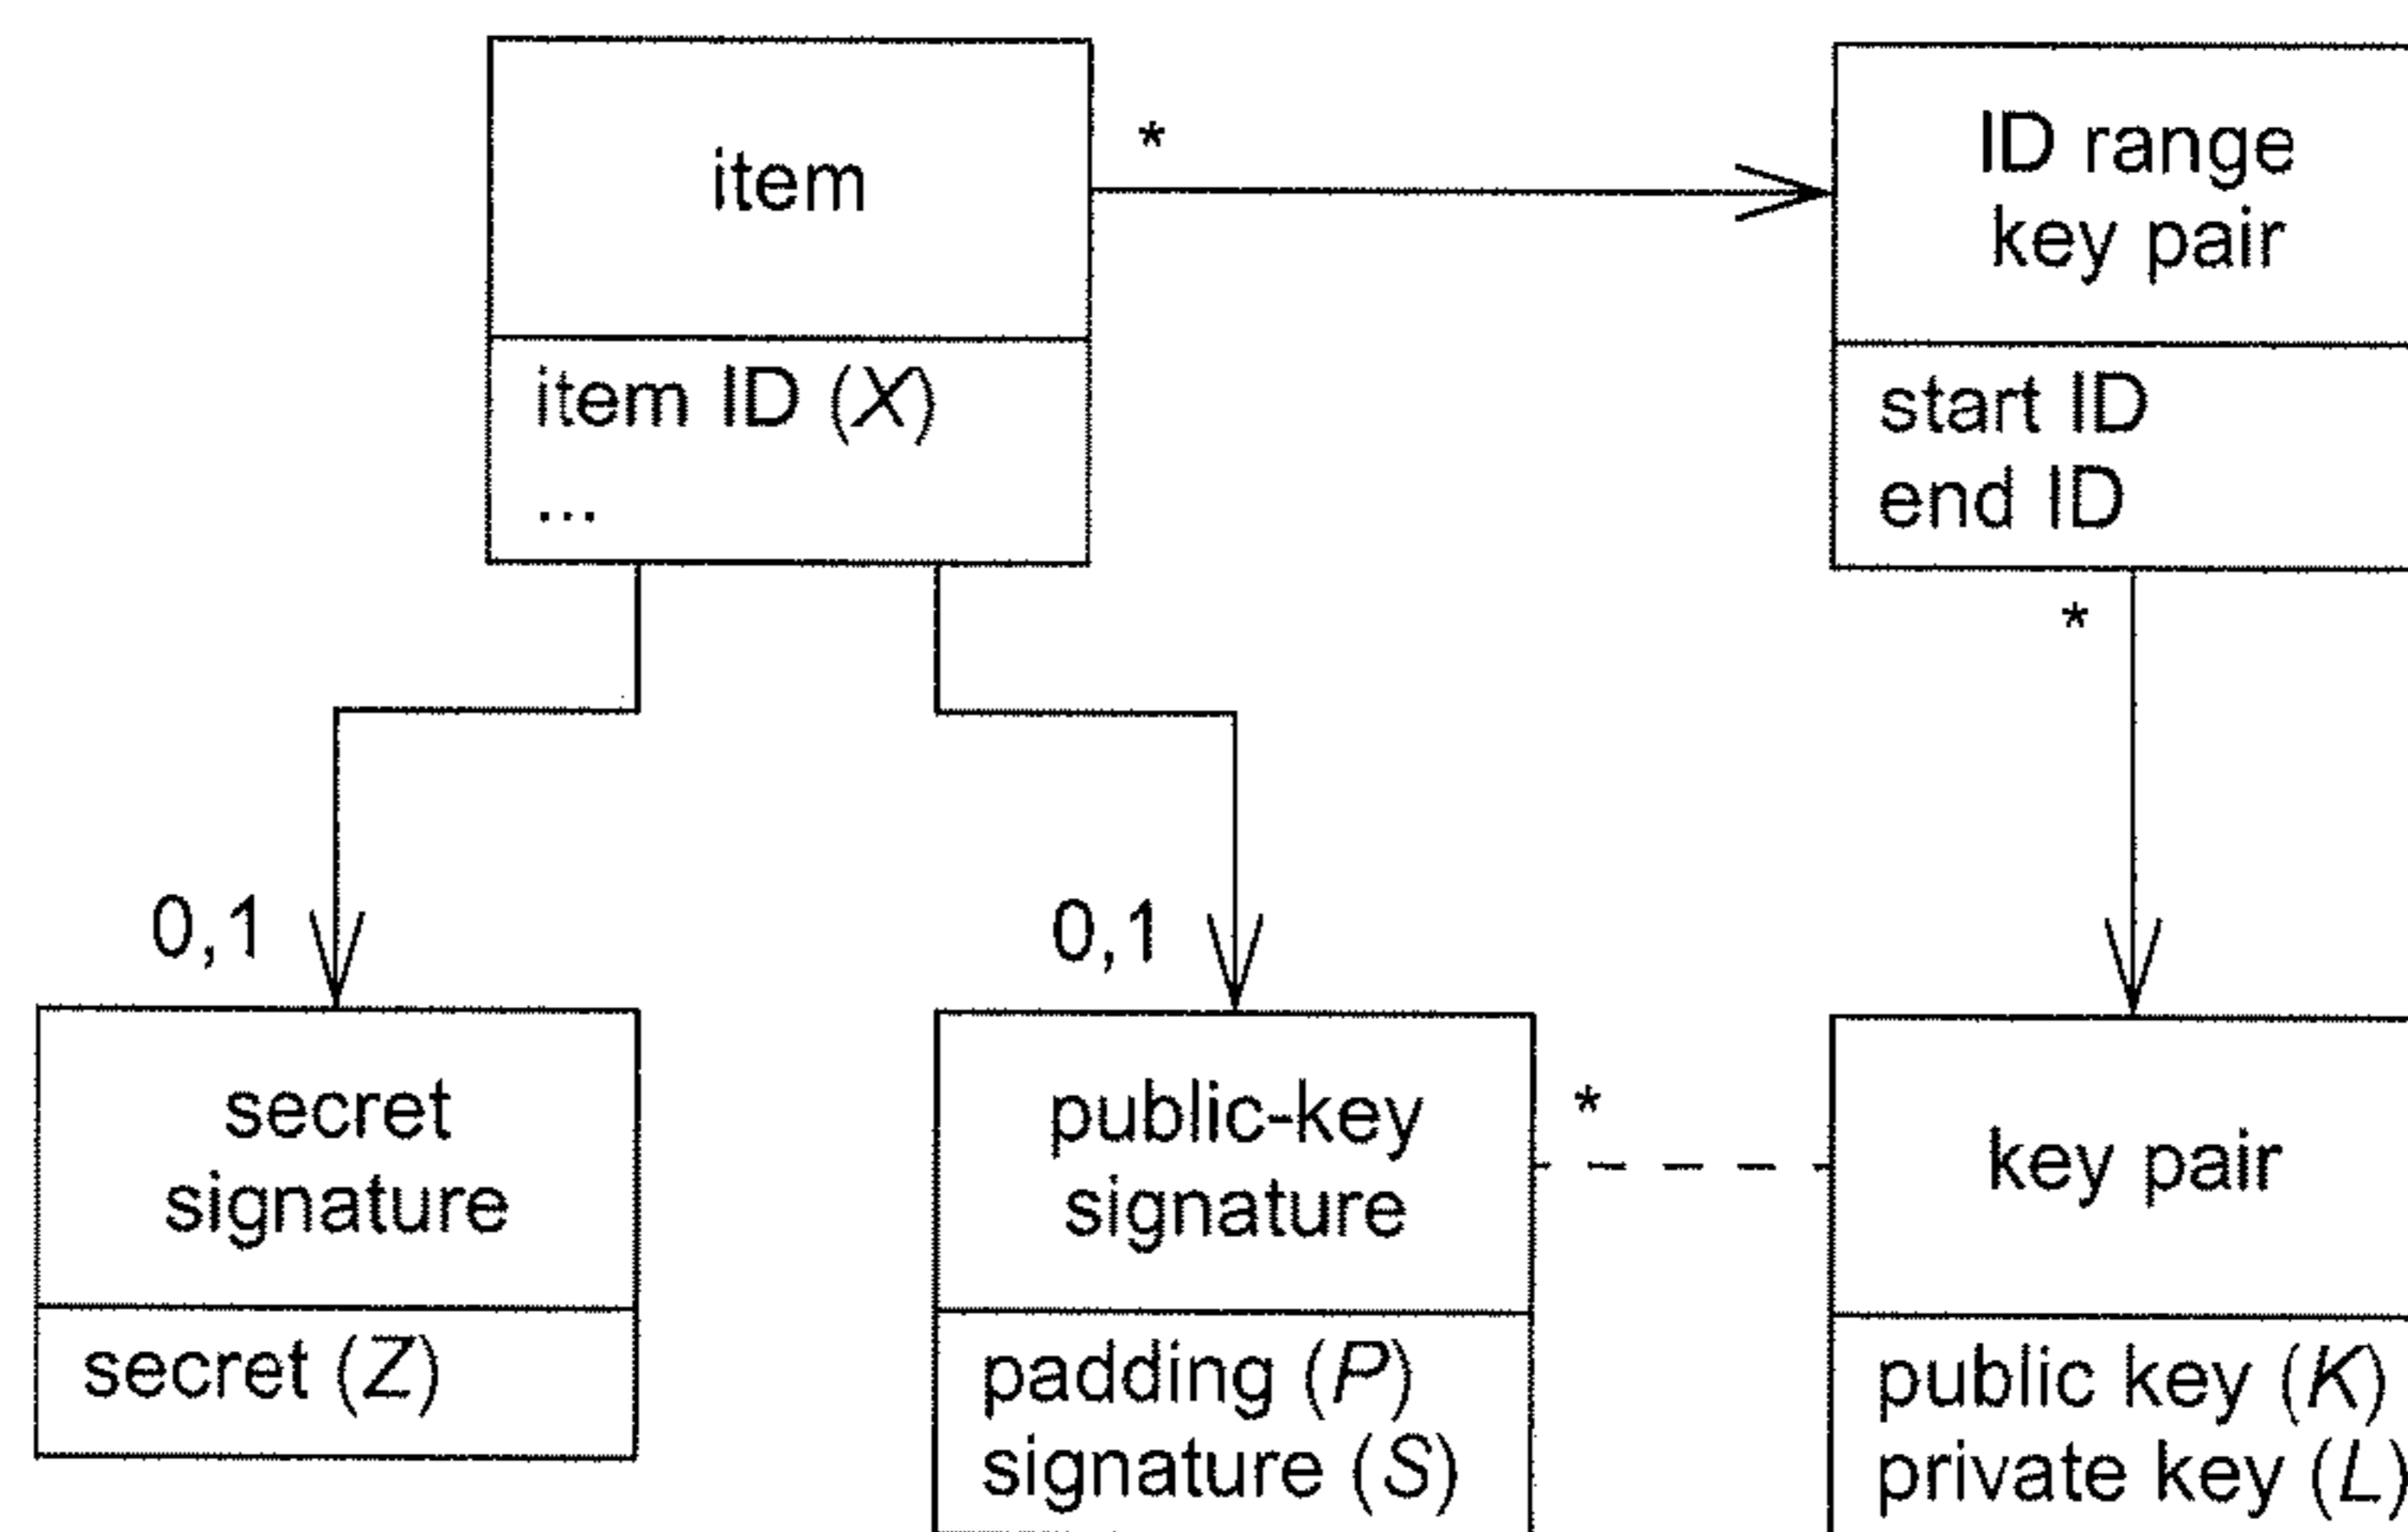 item
item ID (X)
...
*
ID range
key pair
start ID
end ID
*
0,1
0,1
secret
signature
secret (Z)
public-key
signature
padding (P)
signature (S)
*
key pair
public key (K)
private key (L)